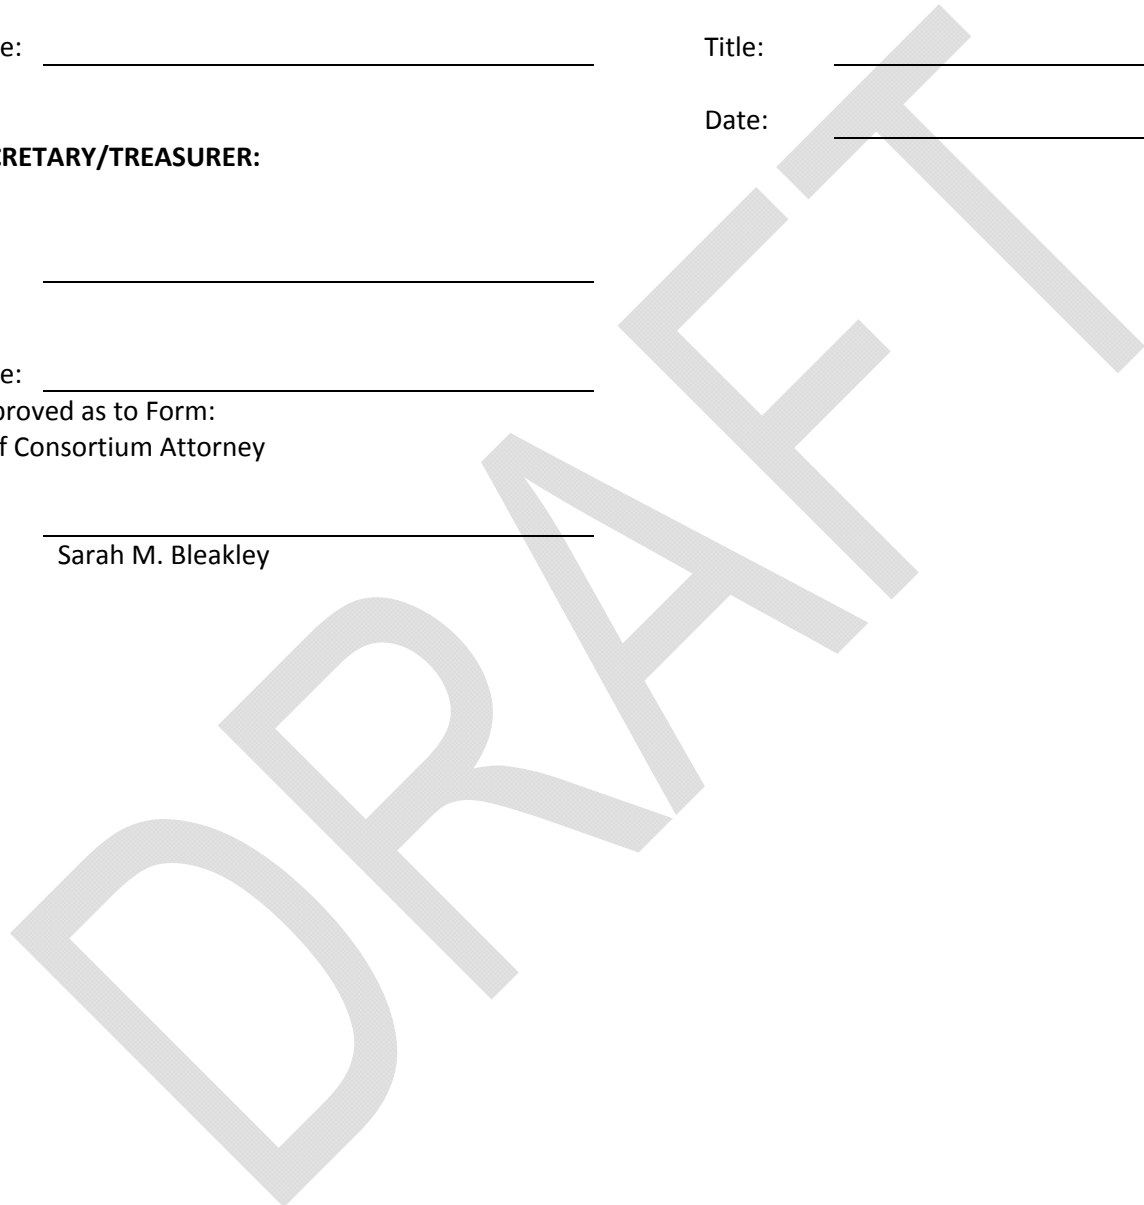 e:
Title:
Date:
CRETARY/TREASURER:
e:
proved as to Form:
f Consortium Attorney
Sarah M. Bleakley
DRAFT